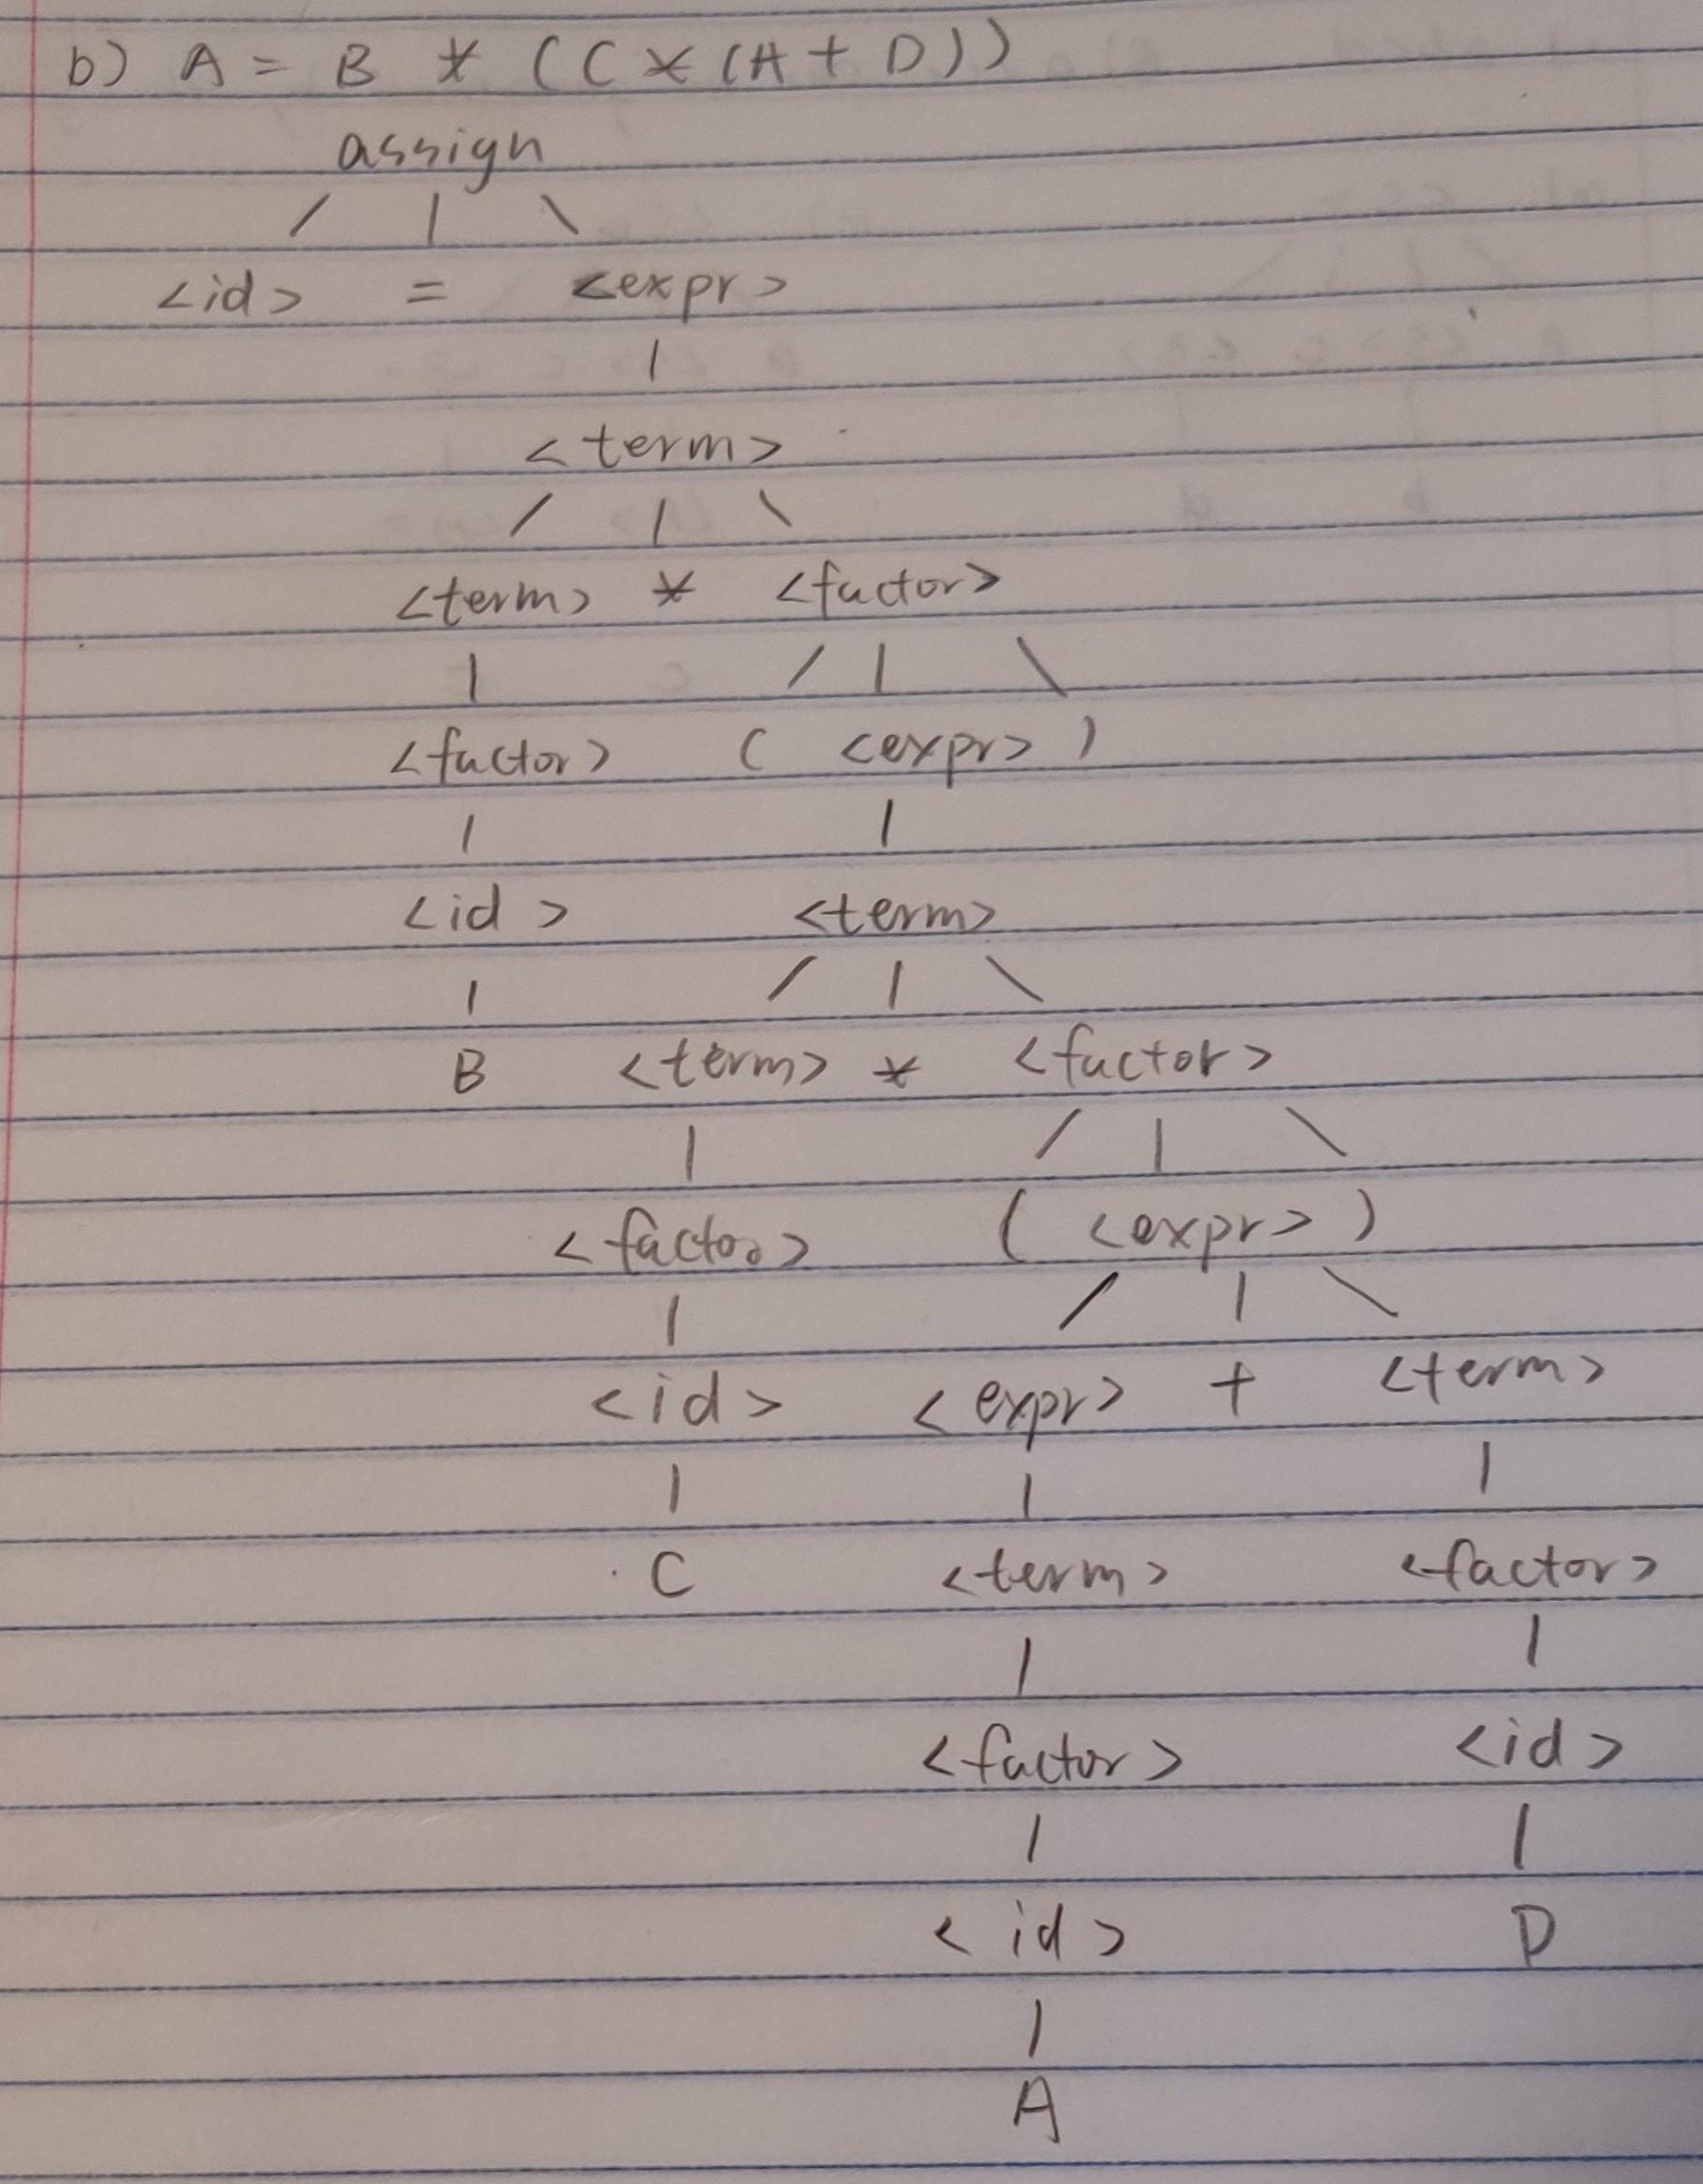 b) A = B * (C * (A + D))
assign
/ | \
<id> = <expr>
|
<term>
/ | \
<term> * <factor>
| / | \
<factor> ( <expr> )
| |
<id> <term>
| / | \
B <term> * <factor>
| / | \
<factor> ( <expr> )
| / | \
<id> <expr> + <term>
| | |
C <term> <factor>
| |
<factor> <id>
| |
<id> D
|
A